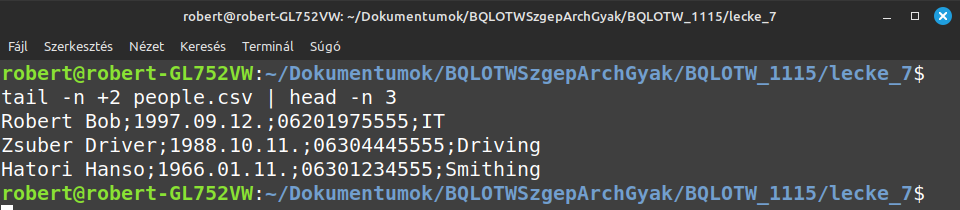 robert@robert-GL752VW: ~/Dokumentumok/BQLOTWSzgepArchGyak/BQLOTW_1115/lecke_7
Fájl Szerkesztés Nézet Keresés Terminál Súgó
robert@robert-GL752VW:~/Dokumentumok/BQLOTWSzgepArchGyak/BQLOTW_1115/lecke_7$
tail -n +2 people.csv | head -n 3
Robert Bob;1997.09.12.;06201975555;IT
Zsuber Driver;1988.10.11.;06304445555;Driving
Hatori Hanso;1966.01.11.;06301234555;Smithing
robert@robert-GL752VW:~/Dokumentumok/BQLOTWSzgepArchGyak/BQLOTW_1115/lecke_7$